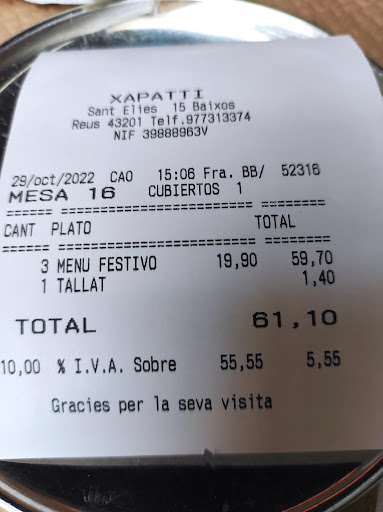 XAPATTI
Sant Elies 15 Baixos
Reus 43201 Telf.977313374
NIF 39888963V
29/oct/2022 CAO 15:06 Fra. BB/ 52316
MESA 16 CUBIERTOS 1
CANT PLATO TOTAL
3 MENU FESTIVO 19,90 59,70
1 TALLAT 1,40
TOTAL 61,10
10,00 % I.V.A. Sobre 55,55 5,55
Gracies per la seva visita